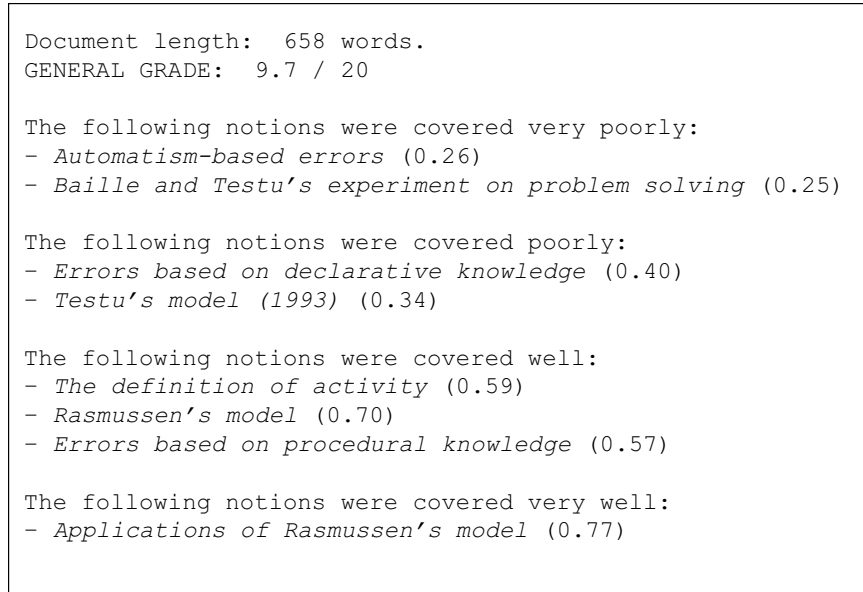 Document length:  658 words.
GENERAL GRADE:  9.7 / 20
The following notions were covered very poorly:
- Automatism-based errors (0.26)
- Baille and Testu's experiment on problem solving (0.25)
The following notions were covered poorly:
- Errors based on declarative knowledge (0.40)
- Testu's model (1993) (0.34)
The following notions were covered well:
- The definition of activity (0.59)
- Rasmussen's model (0.70)
- Errors based on procedural knowledge (0.57)
The following notions were covered very well:
- Applications of Rasmussen's model (0.77)